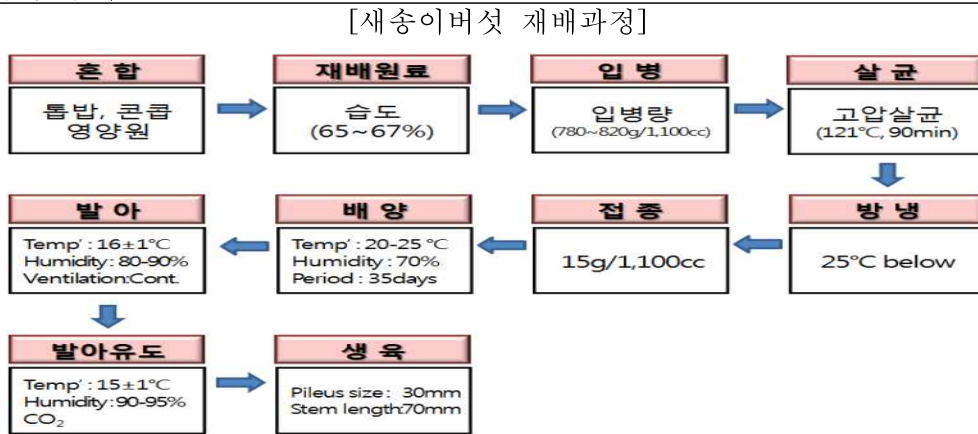 [새송이버섯 재배과정]
혼 합
톱밥, 콘콥
영양원
재배원료
습도
(65~67%)
입 병
입병량
(780~820g/1,100cc)
살 균
고압살균
(121℃, 90min)
방 냉
25℃ below
접 종
15g/1,100cc
배 양
Temp' : 20-25 ℃
Humidity : 70%
Period : 35days
발 아
Temp' : 16±1℃
Humidity : 80-90%
Ventilation:Cont.
발아유도
Temp' : 15±1℃
Humidity : 90-95%
CO₂
생 육
Pileus size : 30mm
Stem length:70mm